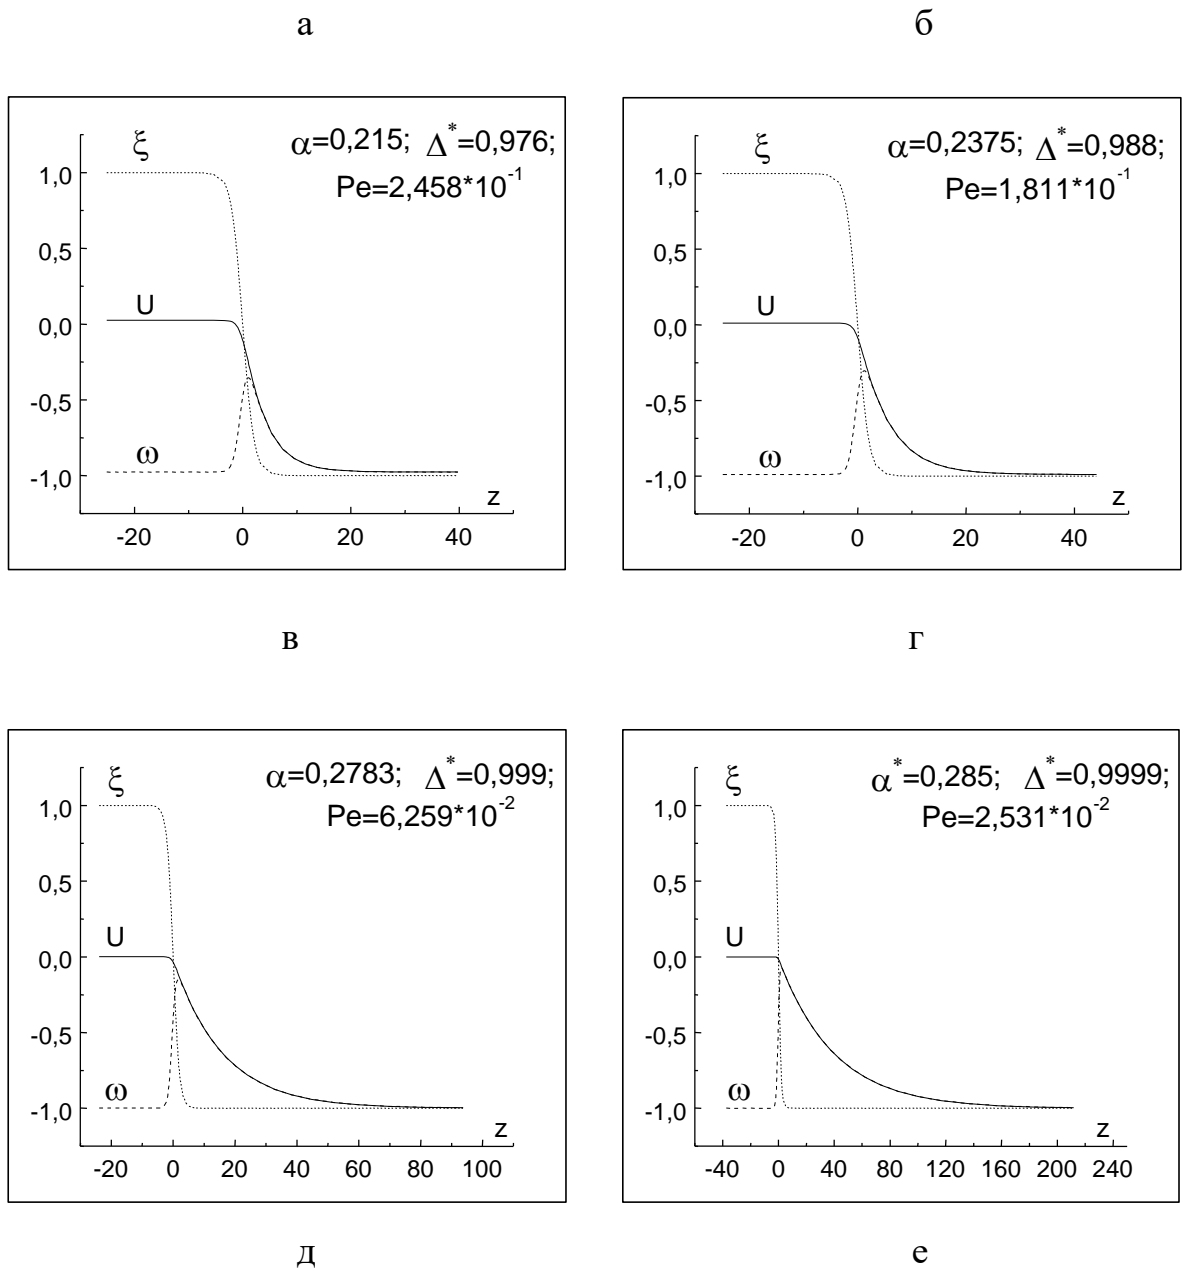 а
б
ξ
α=0,215; Δ*=0,976;
Pe=2,458*10-1
1,0
0,5
U
0,0
-0,5
ω
-1,0
z
-20 0 20 40
ξ
α=0,2375; Δ*=0,988;
Pe=1,811*10-1
1,0
0,5
U
0,0
-0,5
ω
-1,0
z
-20 0 20 40
в
г
ξ
α=0,2783; Δ*=0,999;
Pe=6,259*10-2
1,0
0,5
U
0,0
-0,5
ω
-1,0
z
-20 0 20 40 60 80 100
ξ
α*=0,285; Δ*=0,9999;
Pe=2,531*10-2
1,0
0,5
U
0,0
-0,5
ω
-1,0
z
-40 0 40 80 120 160 200 240
д
е